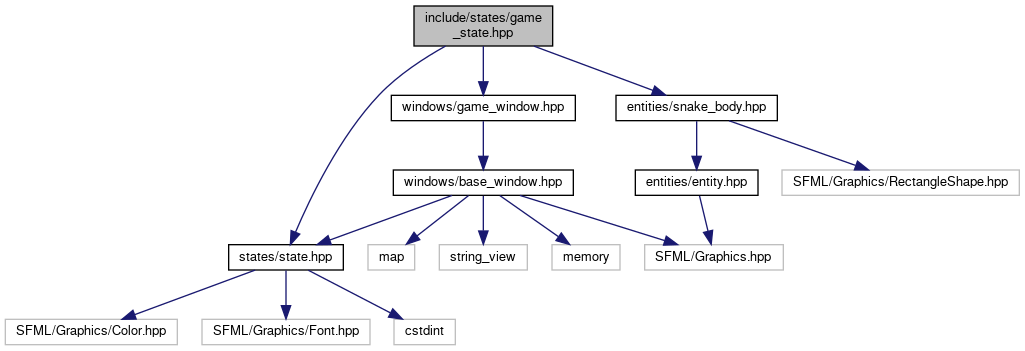 include/states/game
_state.hpp
windows/game_window.hpp
entities/snake_body.hpp
windows/base_window.hpp
entities/entity.hpp
SFML/Graphics/RectangleShape.hpp
states/state.hpp
map
string_view
memory
SFML/Graphics.hpp
SFML/Graphics/Color.hpp
SFML/Graphics/Font.hpp
cstdint